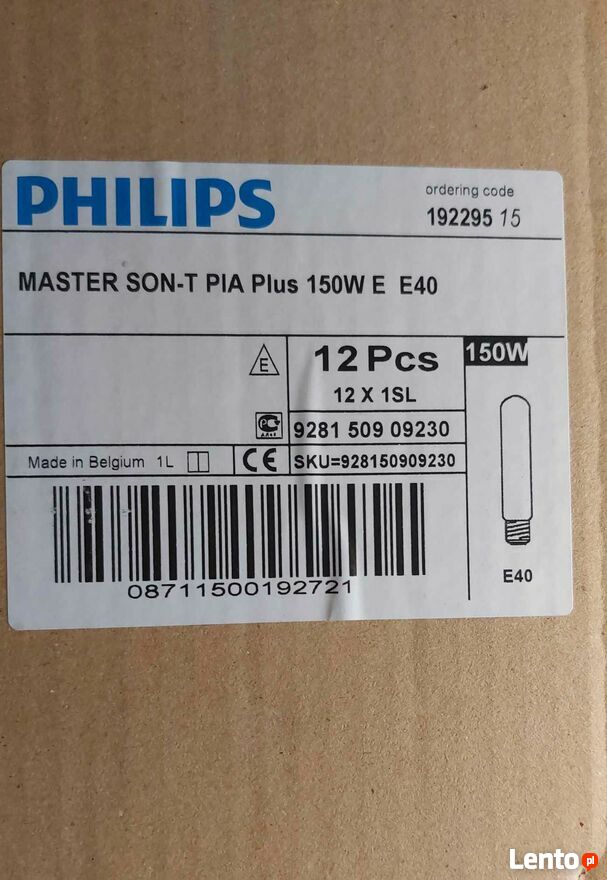 PHILIPS
ordering code
192295 15
MASTER SON-T PIA Plus 150W E E40
E
12 Pcs
12 X 1SL
150W
9281 509 09230
Made in Belgium 1L
CE
SKU=928150909230
08711500192721
E40
Lento.pl